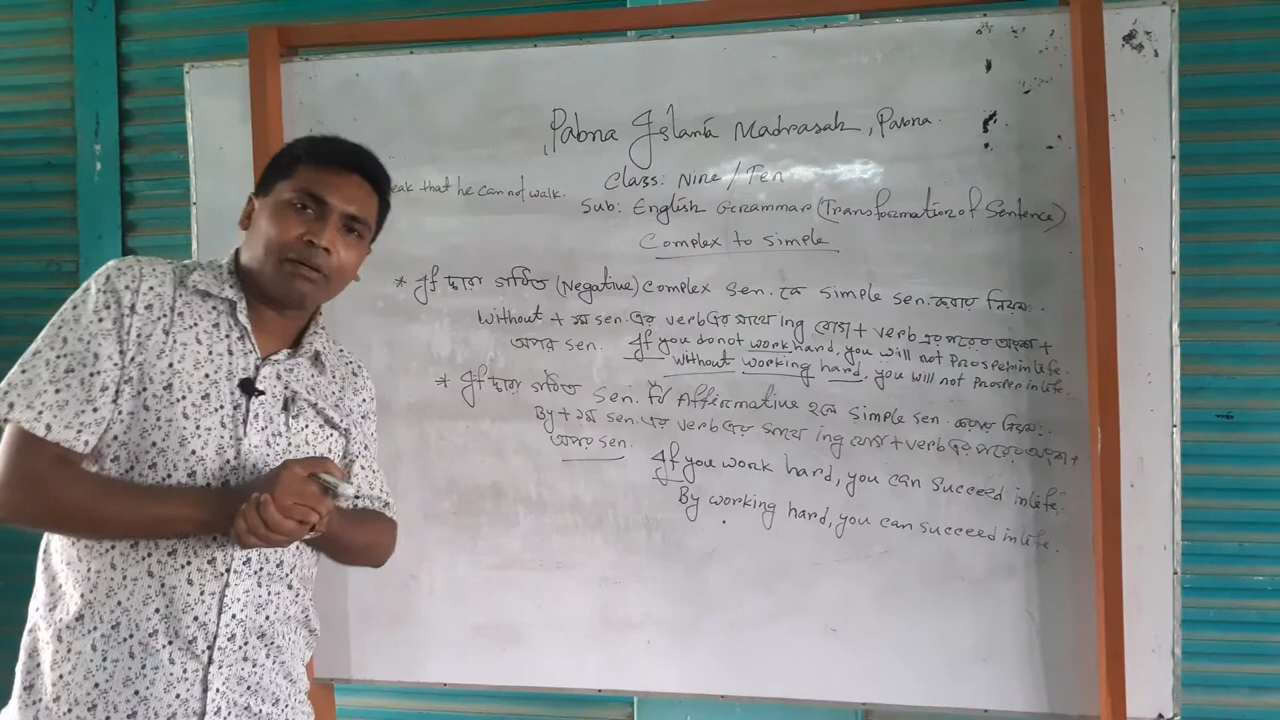 Pabna Islamia Madrasah, Pabna.
Class: Nine/Ten
eak that he can not walk.
Sub: English Grammar (Transformation of Sentence)
Complex to Simple
* If দ্বারা গঠিত (Negative) Complex Sen. কে Simple Sen. করার নিয়ম:
Without + ১ম sen. এর verb এর সাথে ing যোগ + verb এর পরের অংশ +
অপর sen. If you do not work hard, you will not prosper in life.
Without working hard, you will not prosper in life.
* If দ্বারা গঠিত Sen. টি Affirmative হলে Simple Sen. করার নিয়ম:
By + ১ম sen. এর verb এর সাথে ing যোগ + verb এর পরের অংশ +
অপর sen.
If you work hard, you can succeed in life.
By working hard, you can succeed in life.